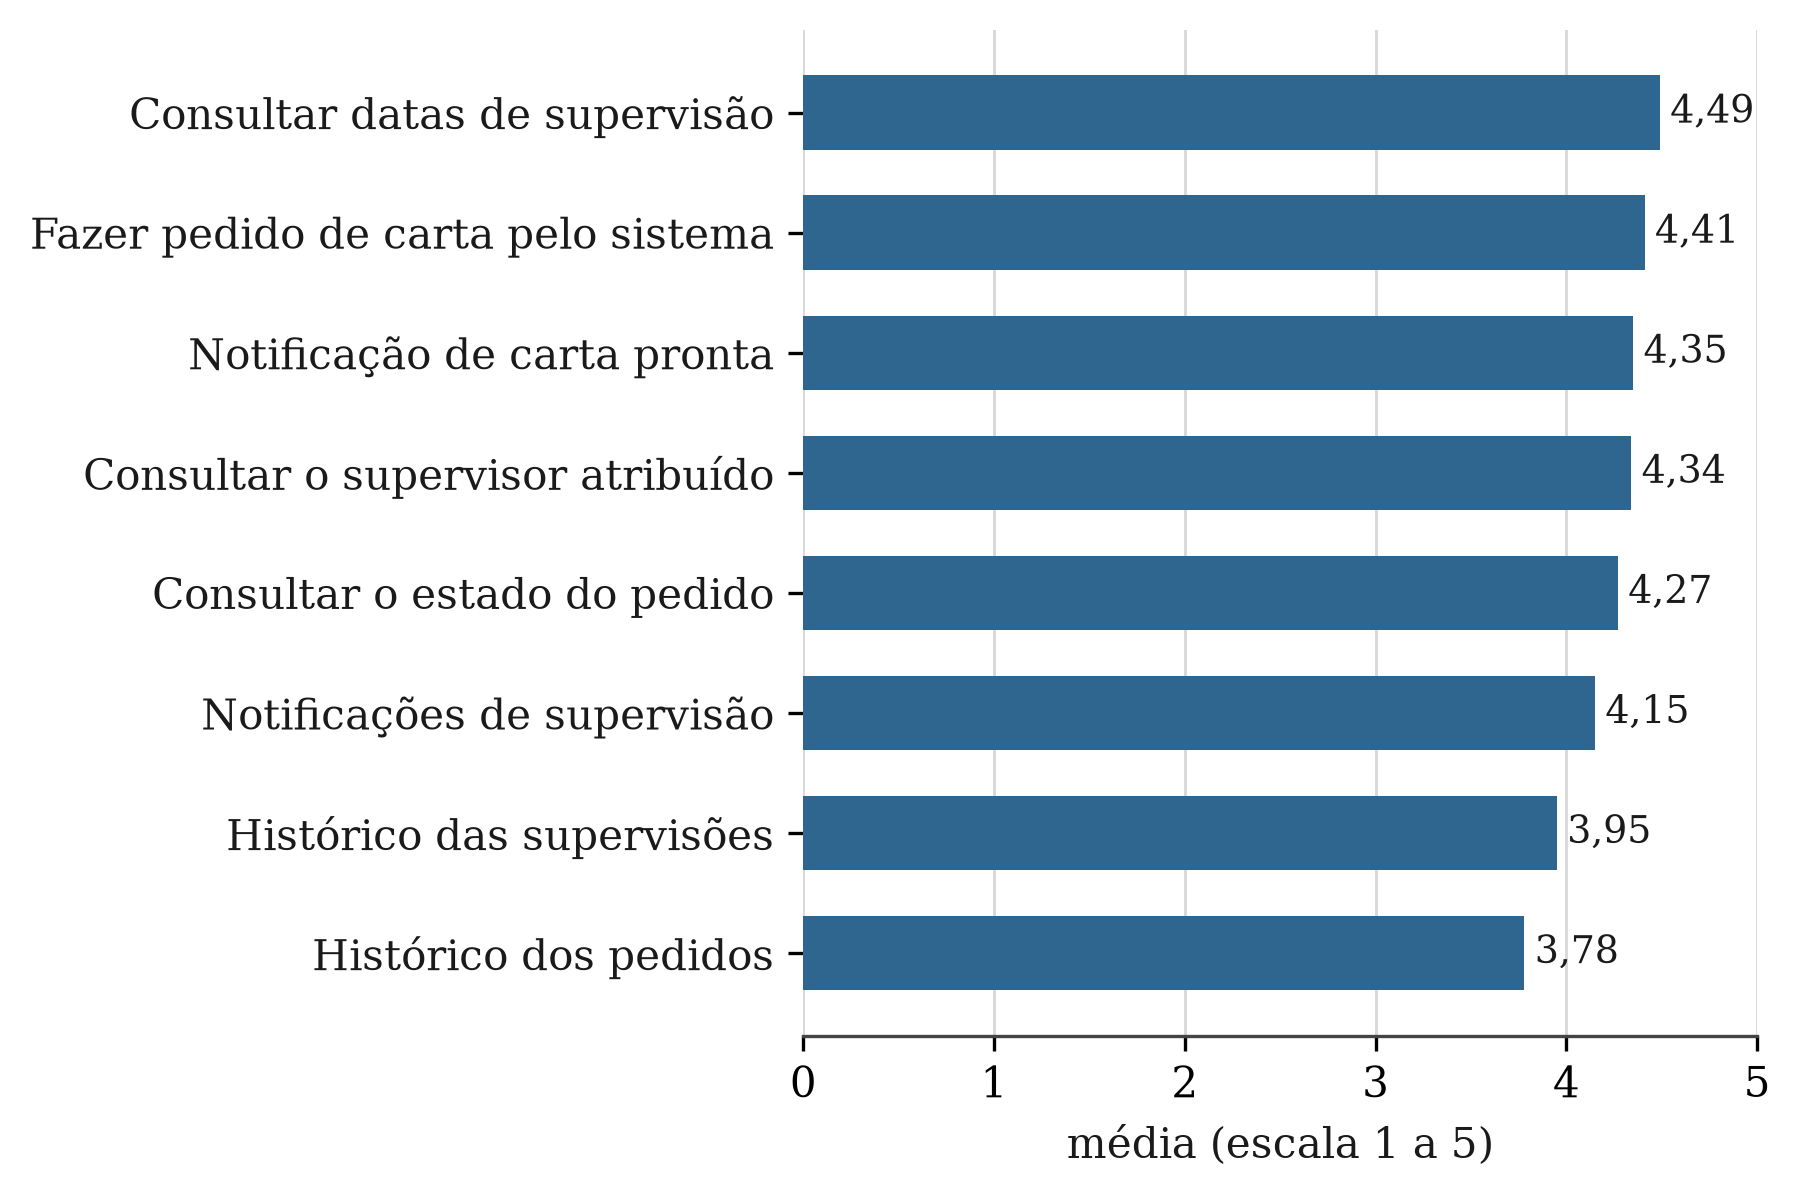 Consultar datas de supervisão 4,49
Fazer pedido de carta pelo sistema 4,41
Notificação de carta pronta 4,35
Consultar o supervisor atribuído 4,34
Consultar o estado do pedido 4,27
Notificações de supervisão 4,15
Histórico das supervisões 3,95
Histórico dos pedidos 3,78
0 1 2 3 4 5
média (escala 1 a 5)